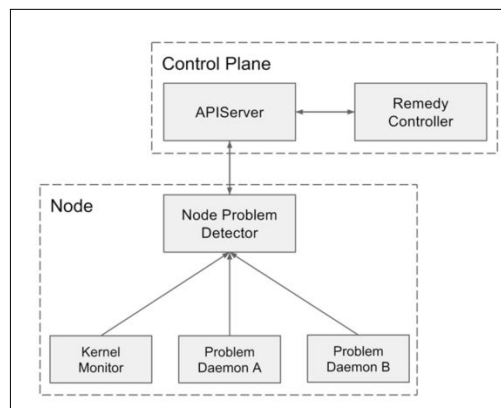 Control Plane
APIServer
Remedy
Controller
Node
Node Problem
Detector
Kernel
Monitor
Problem
Daemon A
Problem
Daemon B